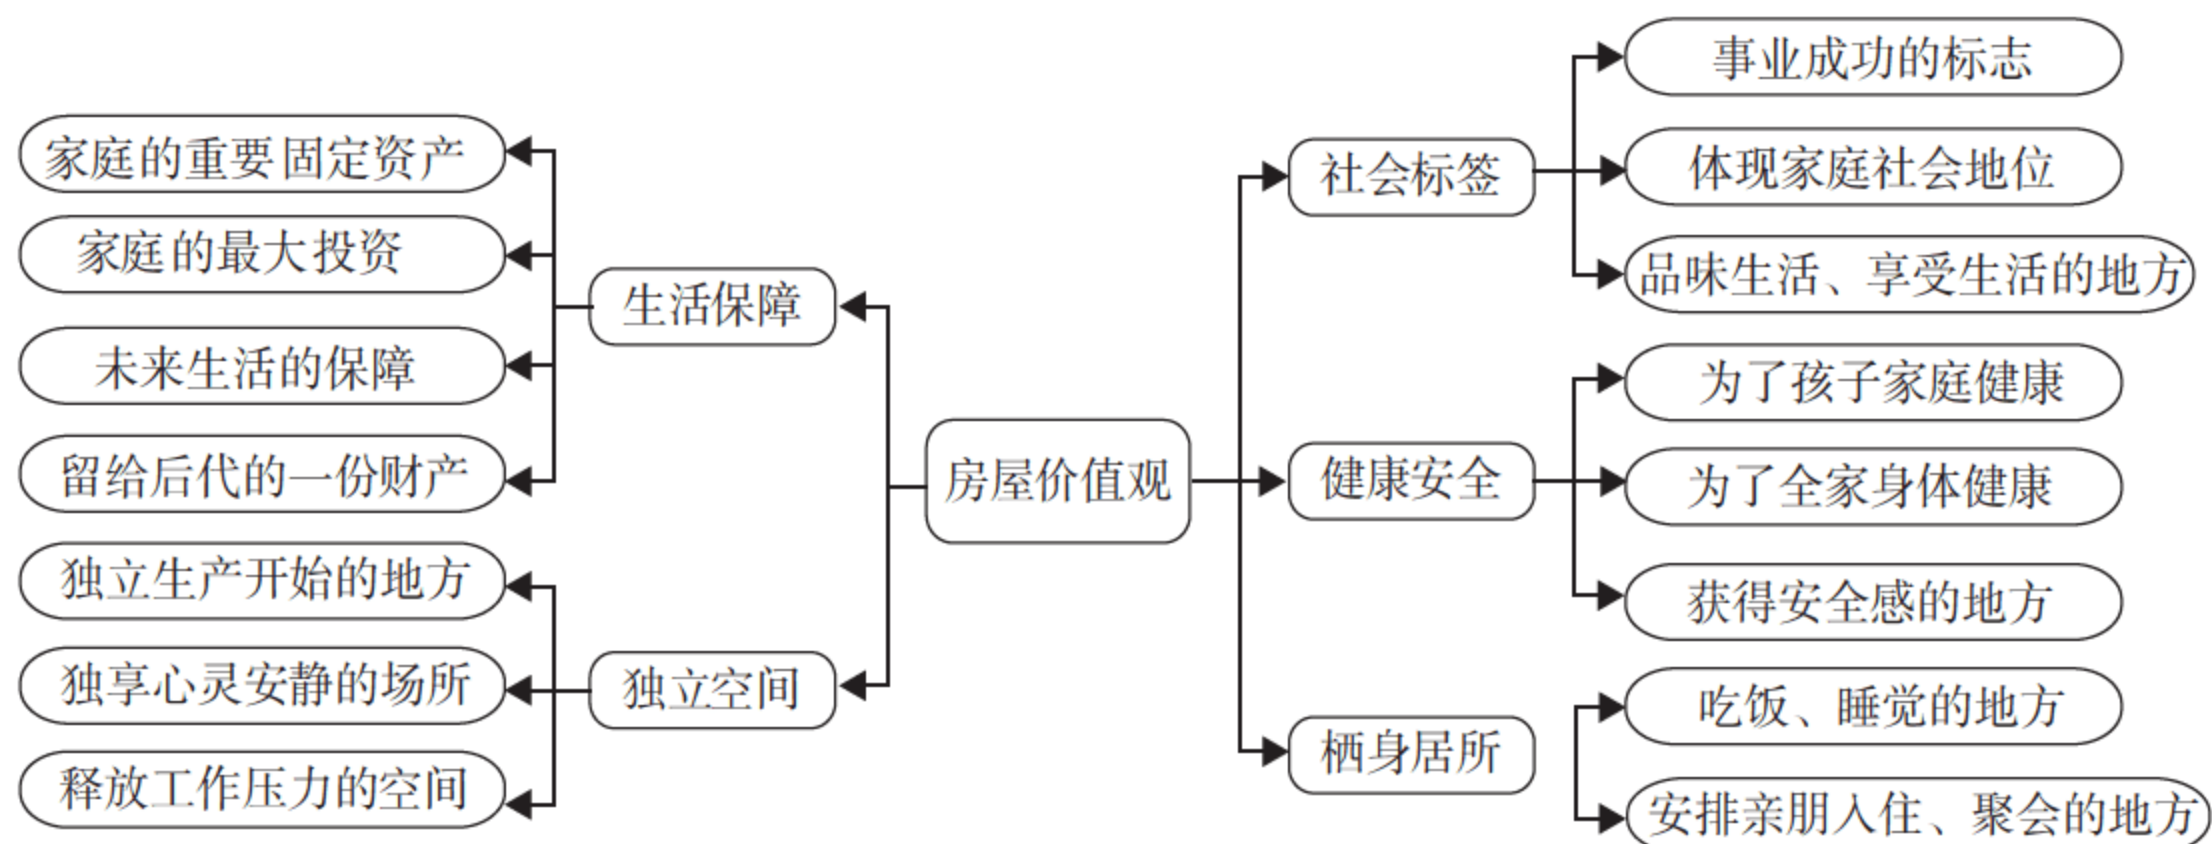 家庭的重要固定资产
家庭的最大投资
未来生活的保障
留给后代的一份财产
独立生产开始的地方
独享心灵安静的场所
释放工作压力的空间
生活保障
独立空间
房屋价值观
社会标签
健康安全
栖身居所
事业成功的标志
体现家庭社会地位
品味生活、享受生活的地方
为了孩子家庭健康
为了全家身体健康
获得安全感的地方
吃饭、睡觉的地方
安排亲朋入住、聚会的地方